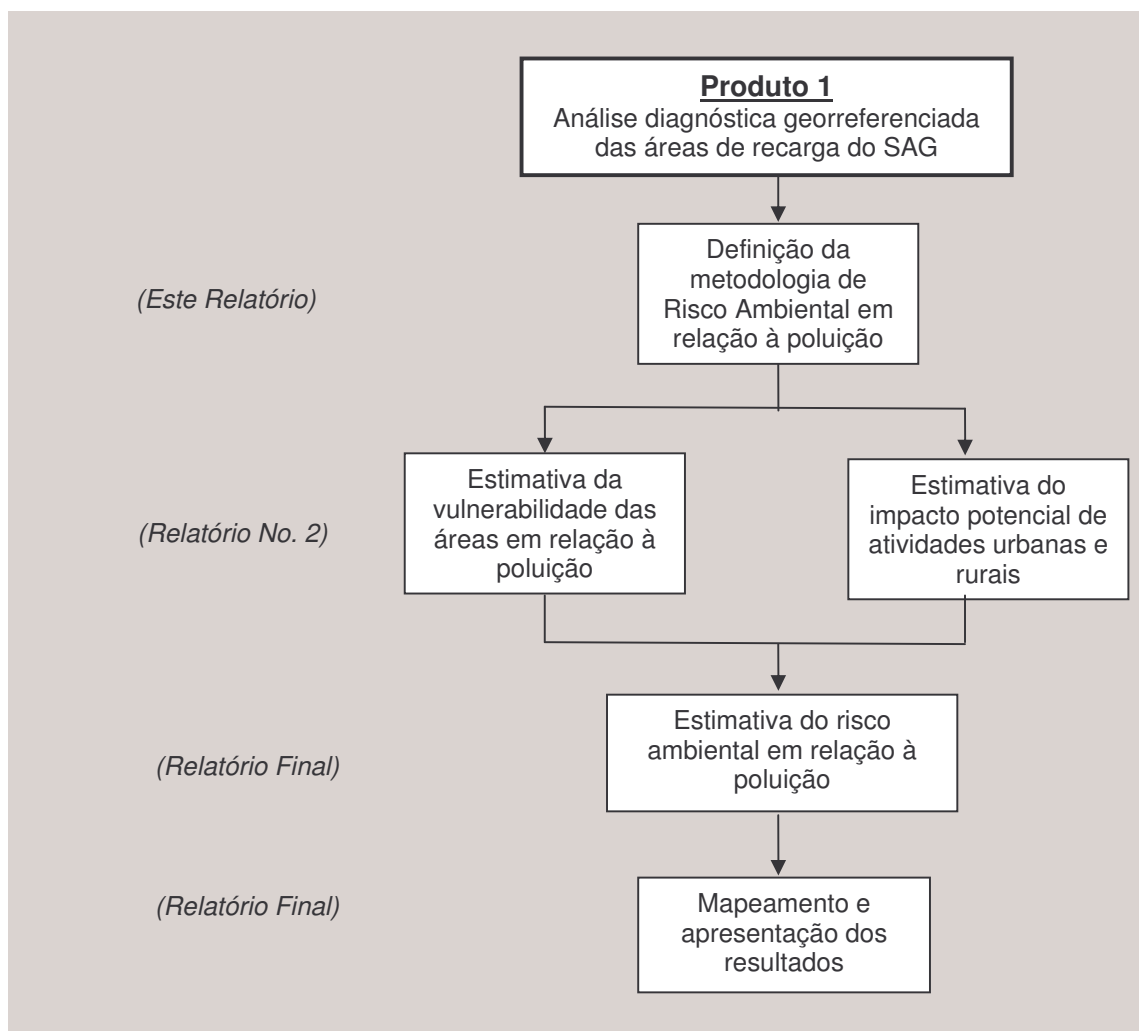 Produto 1
Análise diagnóstica georreferenciada
das áreas de recarga do SAG
(Este Relatório)
Definição da
metodologia de
Risco Ambiental em
relação à poluição
(Relatório No. 2)
Estimativa da
vulnerabilidade das
áreas em relação à
poluição
Estimativa do
impacto potencial de
atividades urbanas e
rurais
(Relatório Final)
Estimativa do risco
ambiental em relação à
poluição
(Relatório Final)
Mapeamento e
apresentação dos
resultados